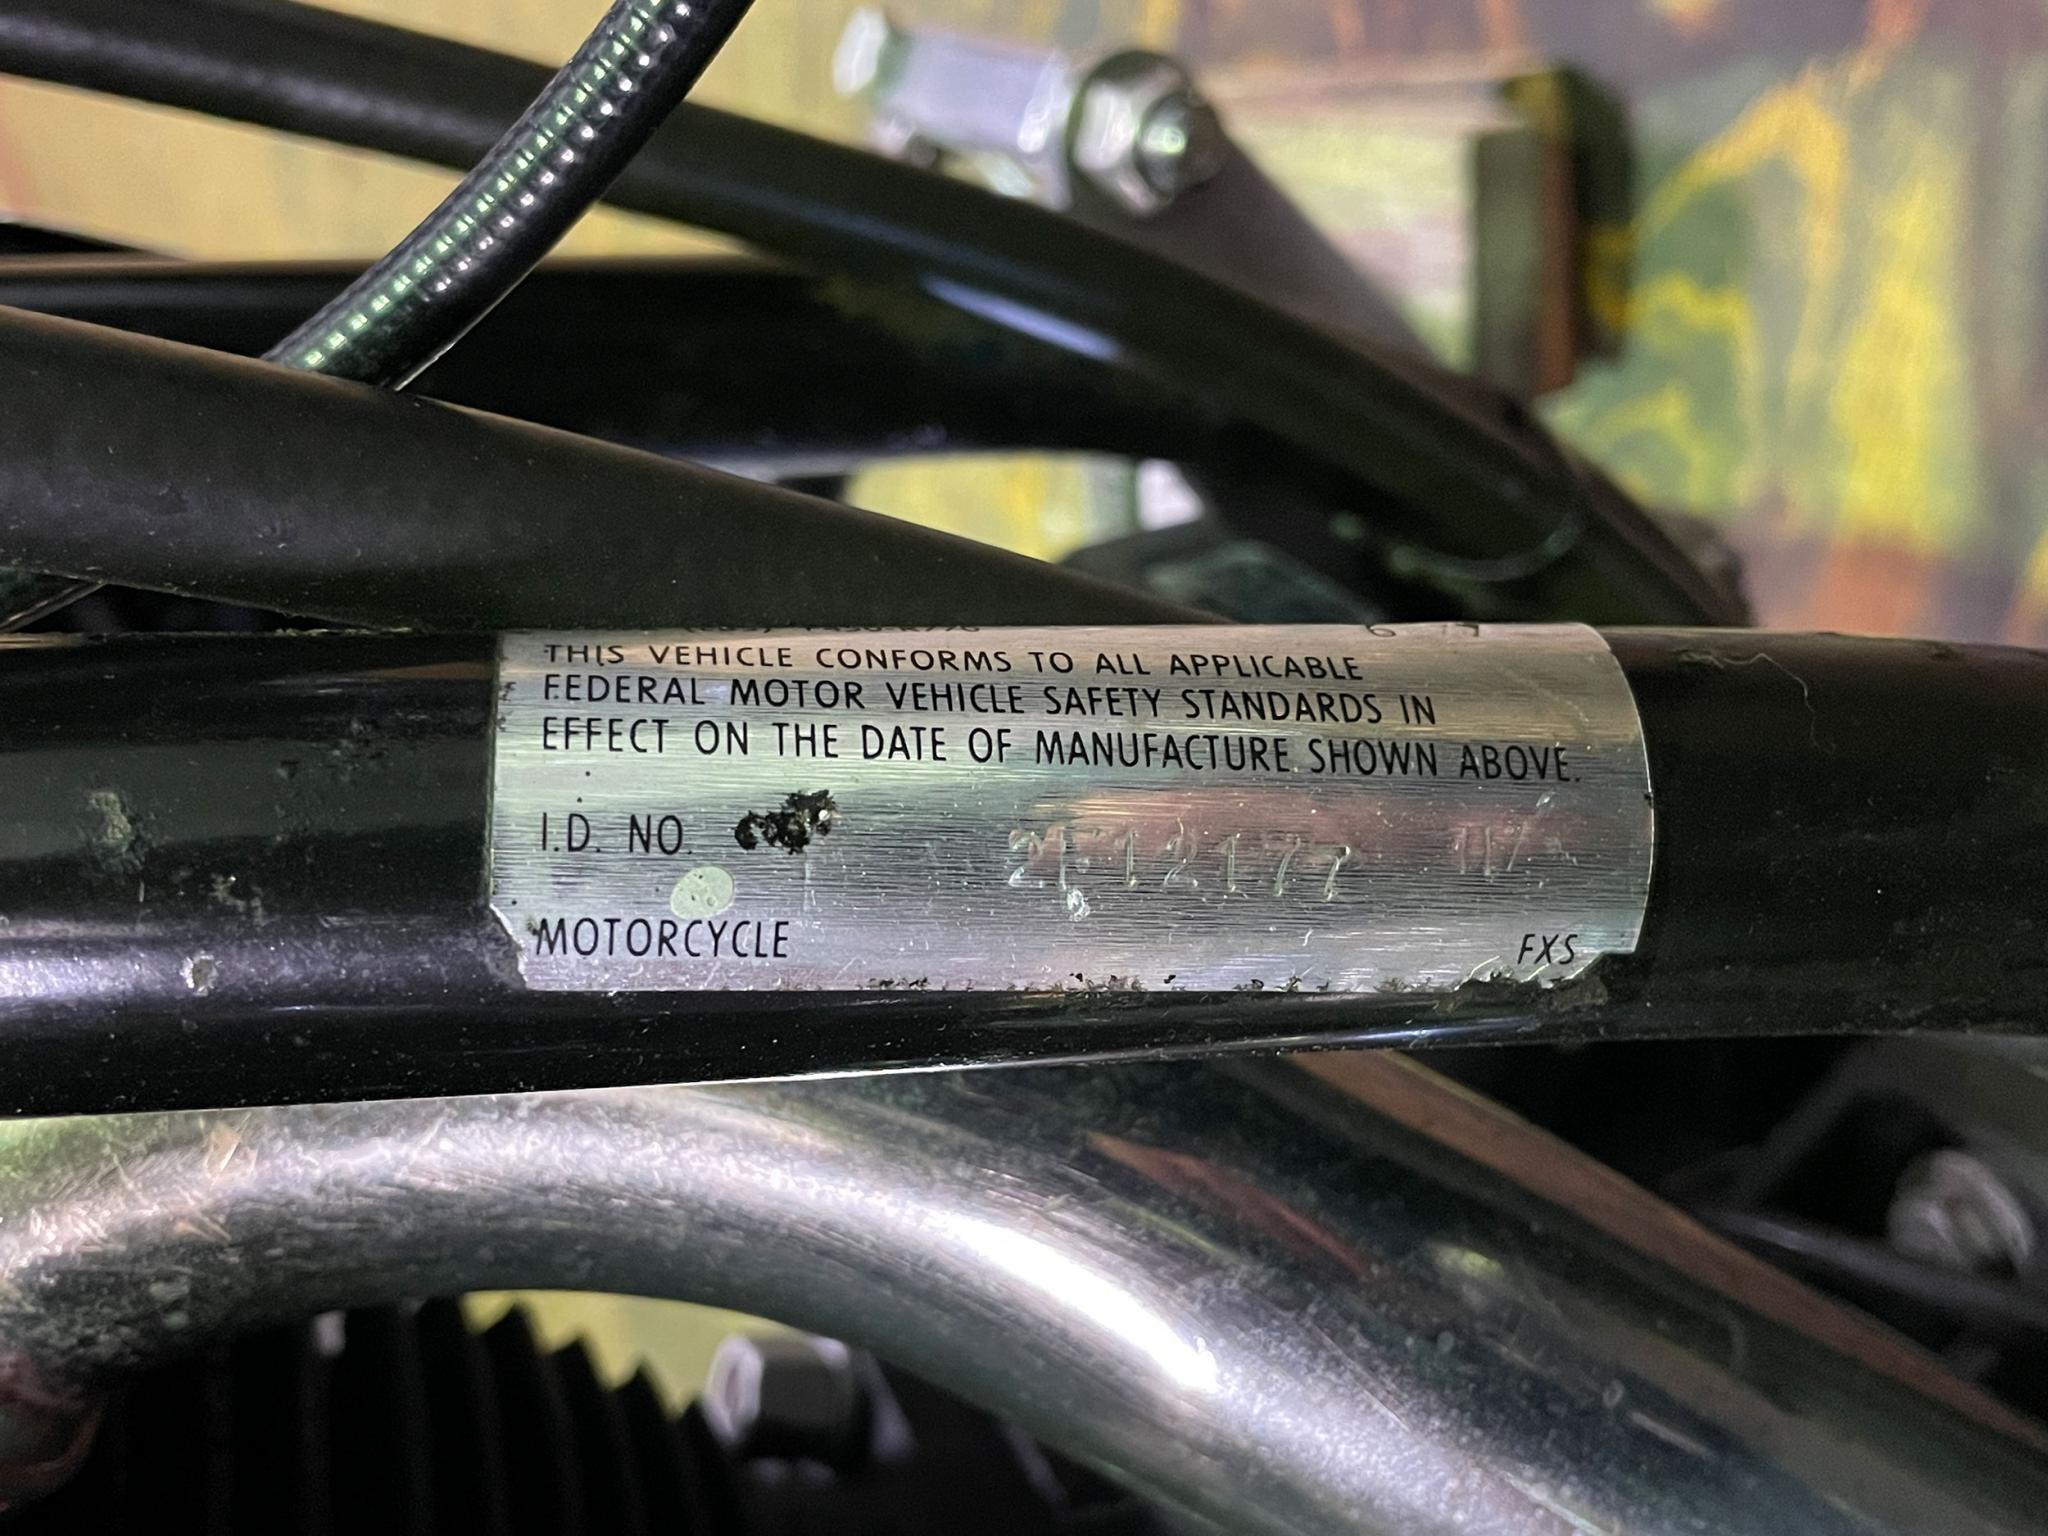 THIS VEHICLE CONFORMS TO ALL APPLICABLE
FEDERAL MOTOR VEHICLE SAFETY STANDARDS IN
EFFECT ON THE DATE OF MANUFACTURE SHOWN ABOVE.
I.D. NO.
MOTORCYCLE FXS